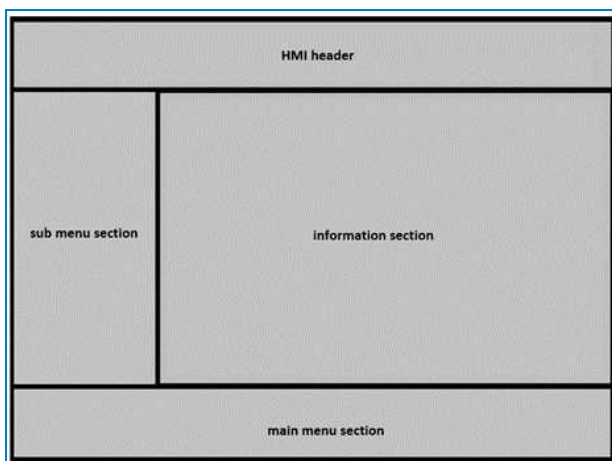 HMI header
sub menu section
information section
main menu section